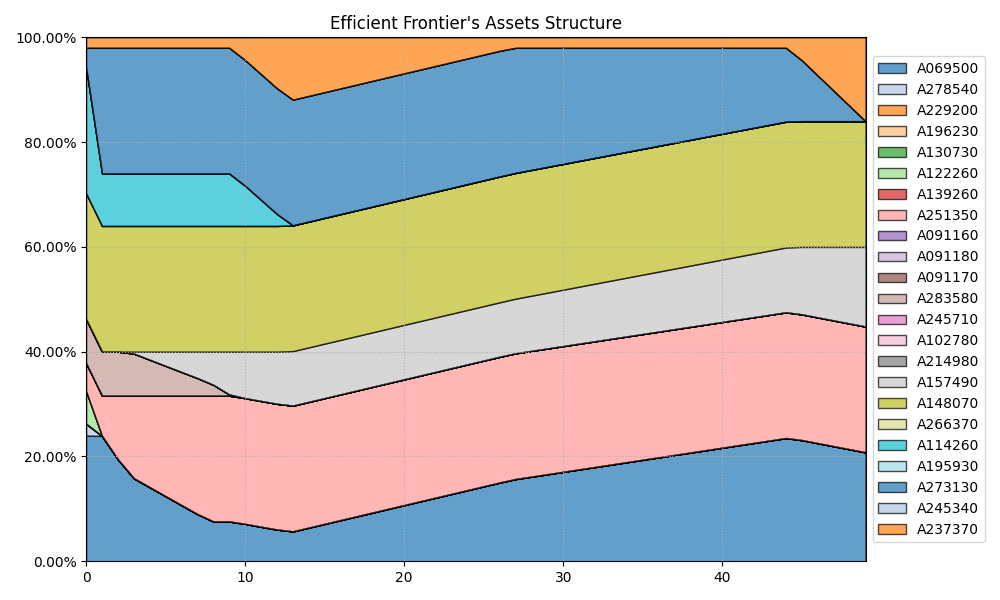 Efficient Frontier's Assets Structure
100.00%
80.00%
60.00%
40.00%
20.00%
0.00%
0
10
20
30
40
A069500
A278540
A229200
A196230
A130730
A122260
A139260
A251350
A091160
A091180
A091170
A283580
A245710
A102780
A214980
A157490
A148070
A266370
A114260
A195930
A273130
A245340
A237370